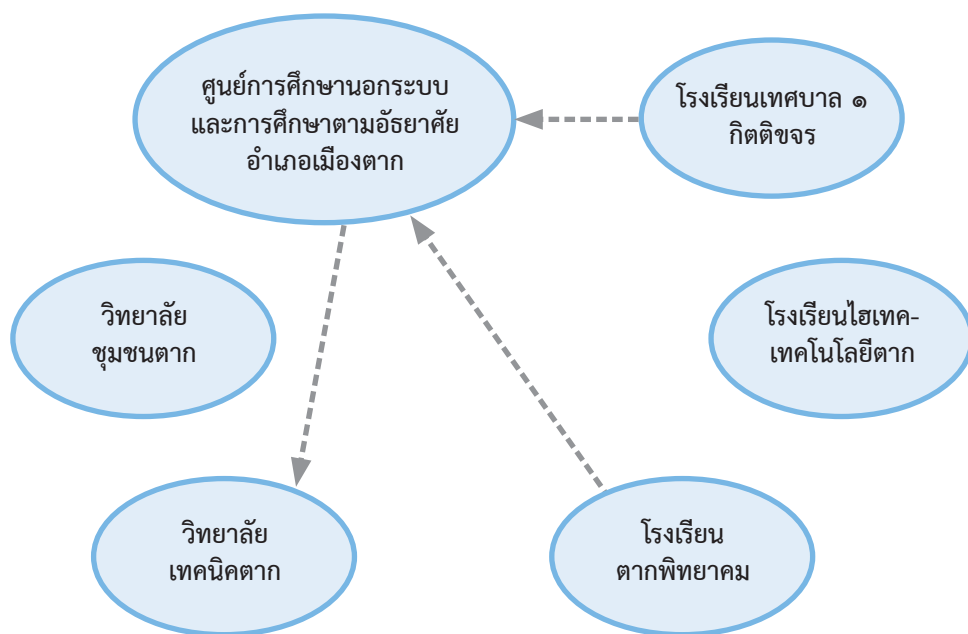 ศูนย์การศึกษานอกระบบ
และการศึกษาตามอัธยาศัย
อำเภอเมืองตาก
โรงเรียนเทศบาล ๑
กิตติขจร
วิทยาลัย
ชุมชนตาก
โรงเรียนไฮเทค-
เทคโนโลยีตาก
วิทยาลัย
เทคนิคตาก
โรงเรียน
ตากพิทยาคม